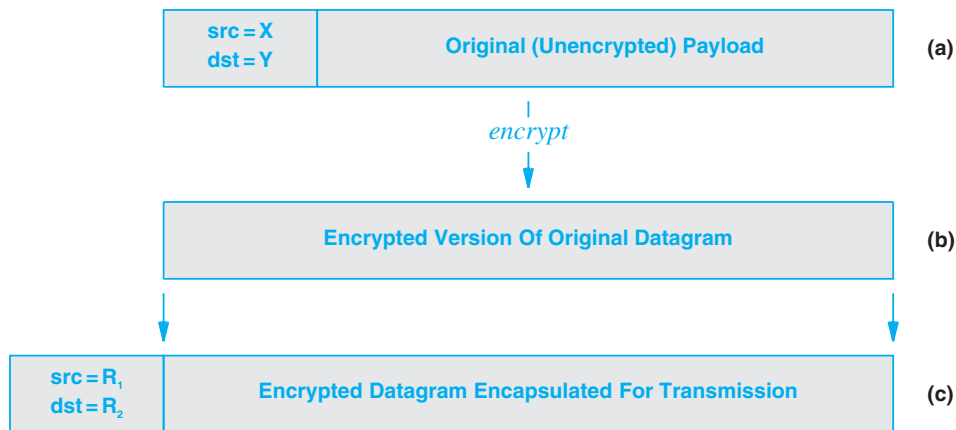 src = X
dst = Y
Original (Unencrypted) Payload
(a)
encrypt
Encrypted Version Of Original Datagram
(b)
src = R₁
dst = R₂
Encrypted Datagram Encapsulated For Transmission
(c)